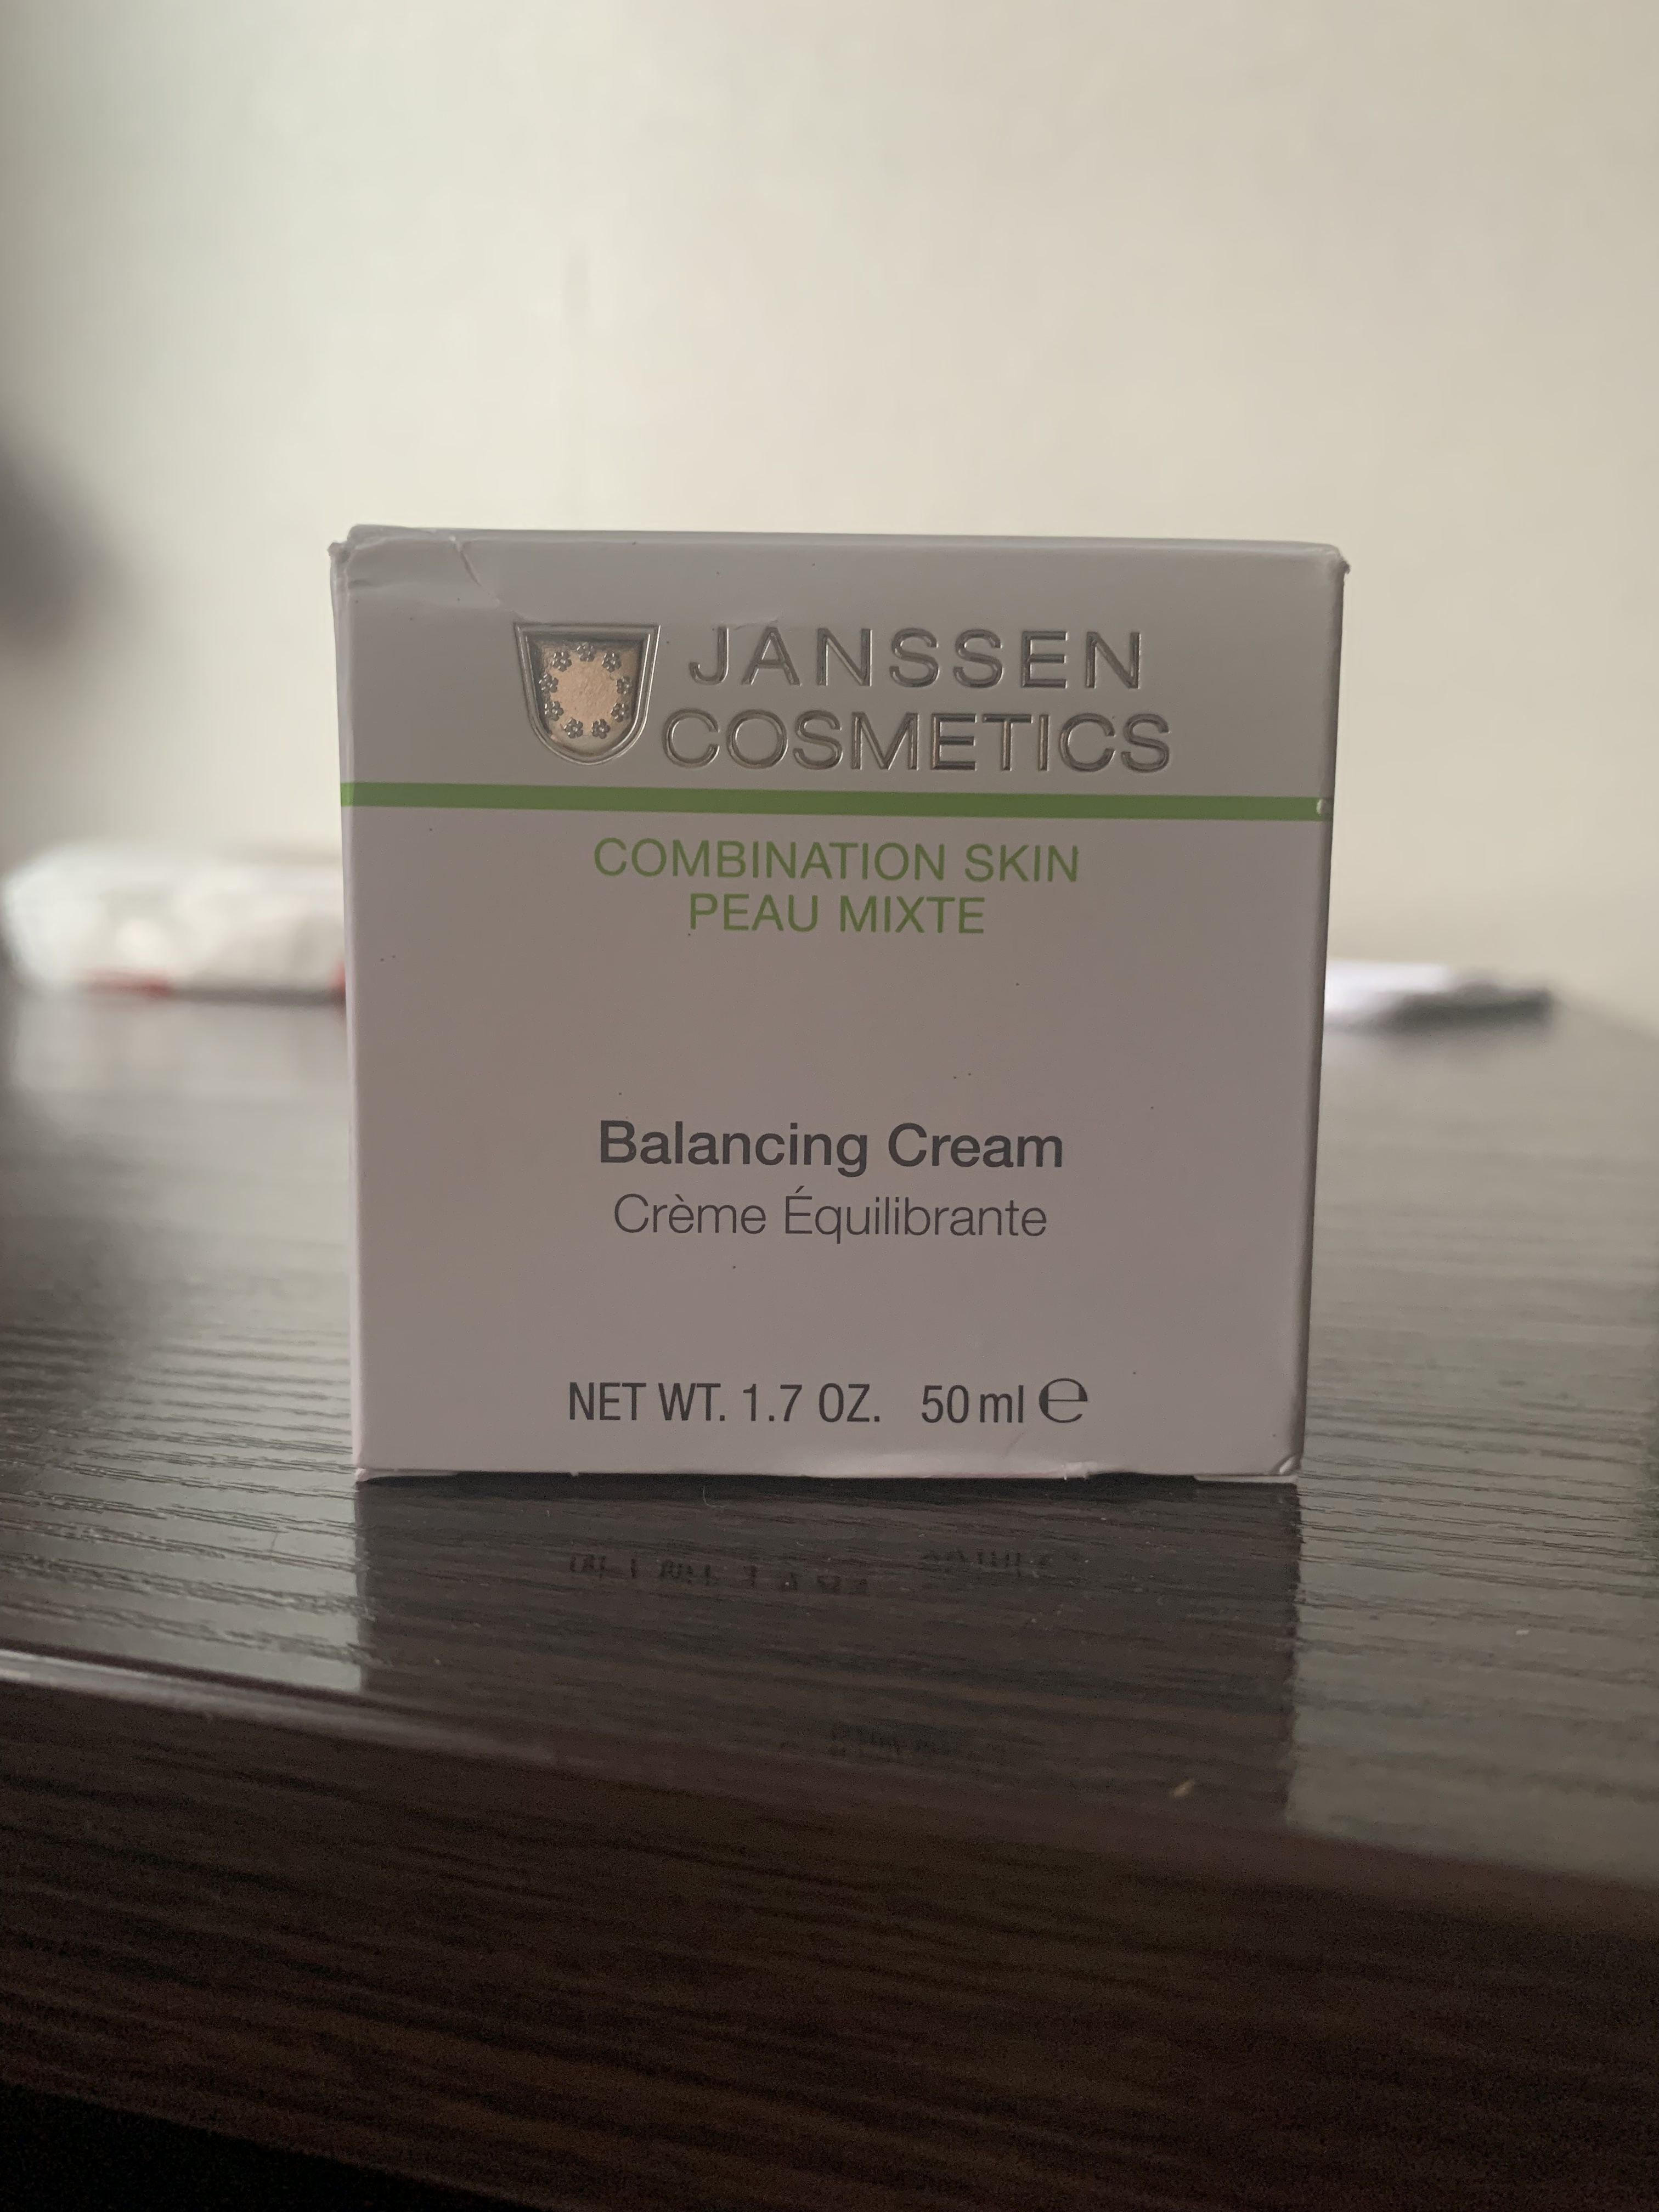 JANSSEN
COSMETICS
COMBINATION SKIN
PEAU MIXTE
Balancing Cream
Crème Équilibrante
NET WT. 1.7 OZ. 50 ml ℮